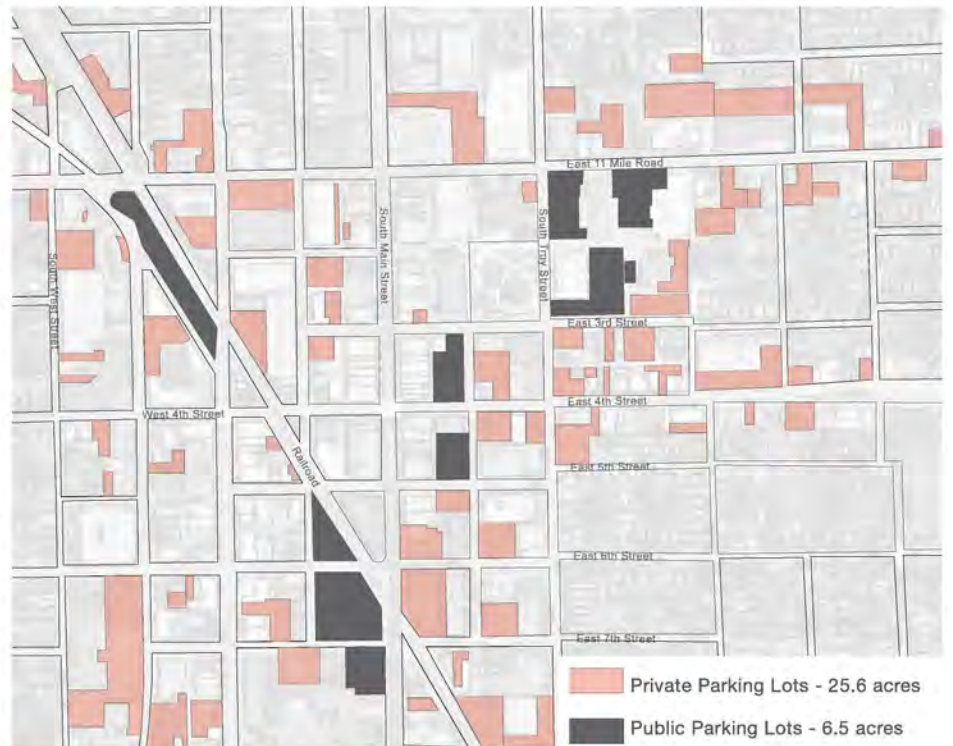 East 11 Mile Road
South Main Street
South Troy Street
South West Street
East 3rd Street
East 4th Street
West 4th Street
Railroad
East 5th Street
East 6th Street
East 7th Street
Private Parking Lots - 25.6 acres
Public Parking Lots - 6.5 acres